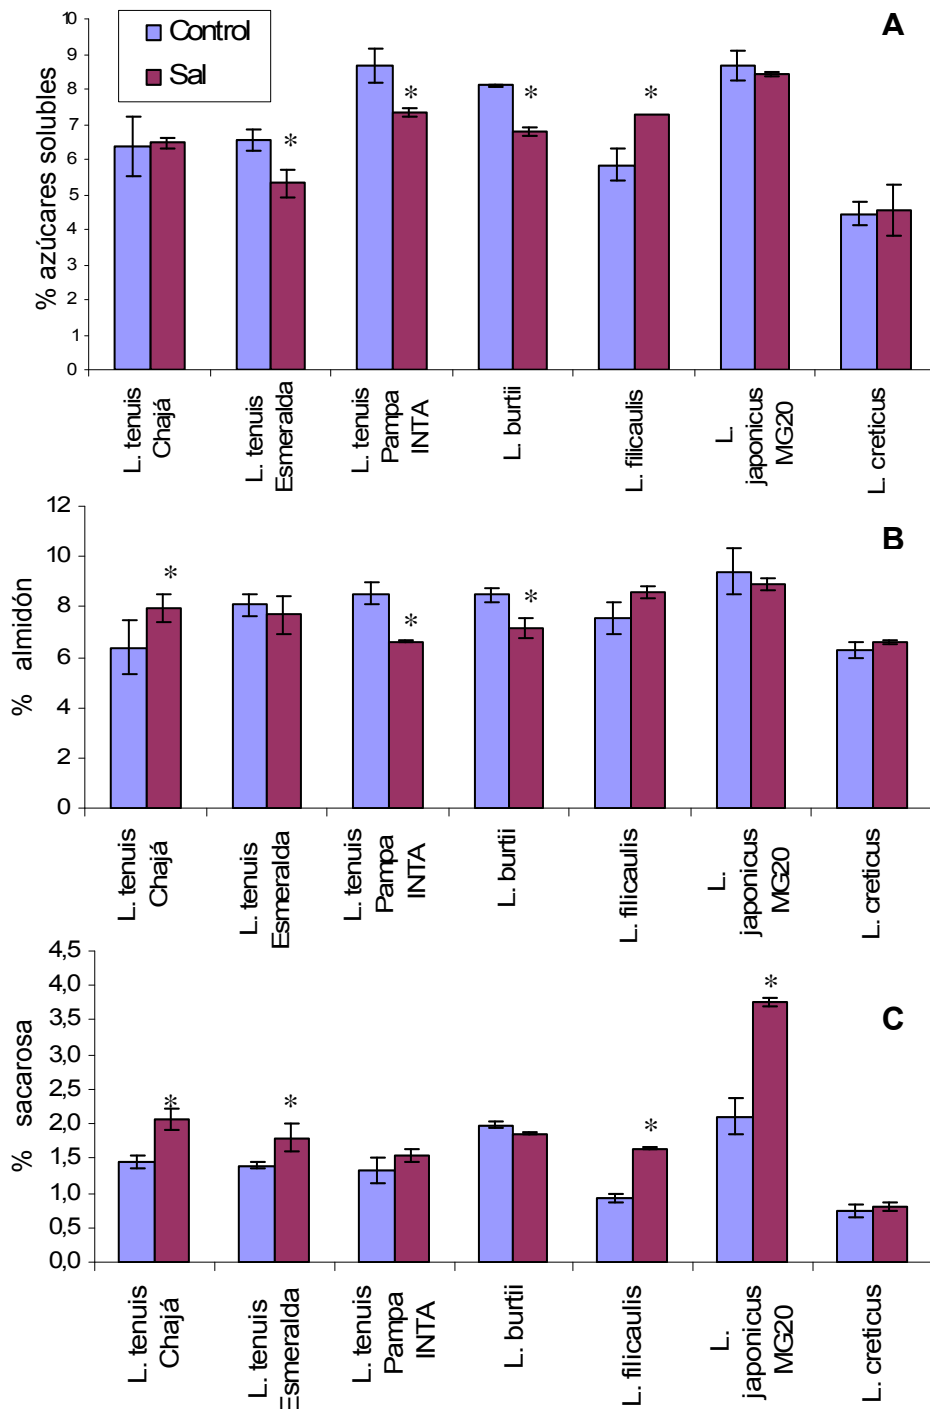 A
Control
Sal
% azúcares solubles
10
9
8
7
6
5
4
3
2
1
0
*
*
*
*
L. tenuis
Chajá
L. tenuis
Esmeralda
L. tenuis
Pampa
INTA
L. burtii
L. filicaulis
L.
japonicus
MG20
L. creticus
B
% almidón
12
10
8
6
4
2
0
*
*
*
L. tenuis
Chajá
L. tenuis
Esmeralda
L. tenuis
Pampa
INTA
L. burtii
L. filicaulis
L.
japonicus
MG20
L. creticus
C
% sacarosa
4,5
4,0
3,5
3,0
2,5
2,0
1,5
1,0
0,5
0,0
*
*
*
*
L. tenuis
Chajá
L. tenuis
Esmeralda
L. tenuis
Pampa
INTA
L. burtii
L. filicaulis
L.
japonicus
MG20
L. creticus